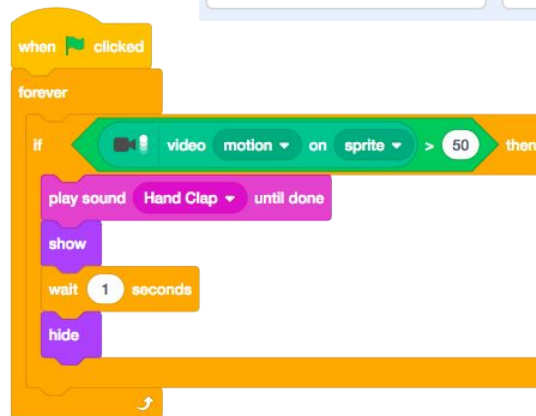 when clicked
forever
if video motion on sprite > 50 then
play sound Hand Clap until done
show
wait 1 seconds
hide